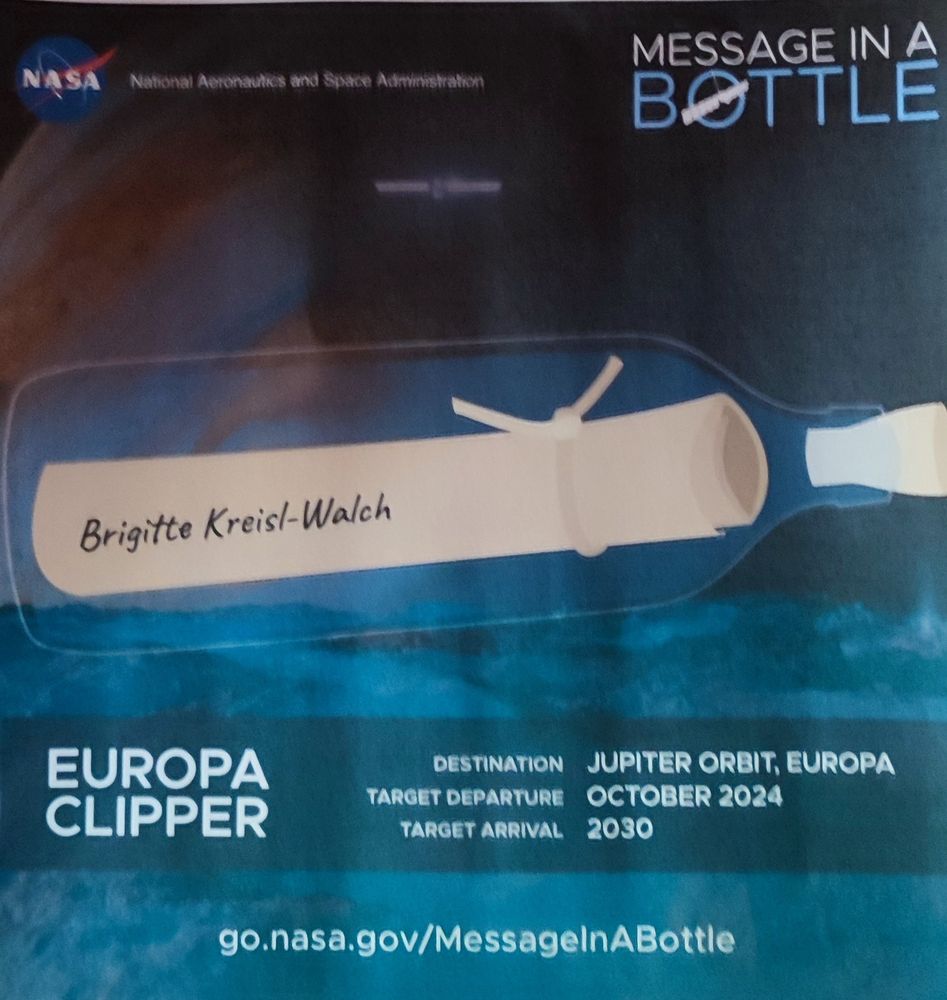 NASA
National Aeronautics and Space Administration
MESSAGE IN A
BOTTLE
Brigitte Kreisl-Walch
EUROPA
CLIPPER
DESTINATION JUPITER ORBIT, EUROPA
TARGET DEPARTURE OCTOBER 2024
TARGET ARRIVAL 2030
go.nasa.gov/MessageInABottle